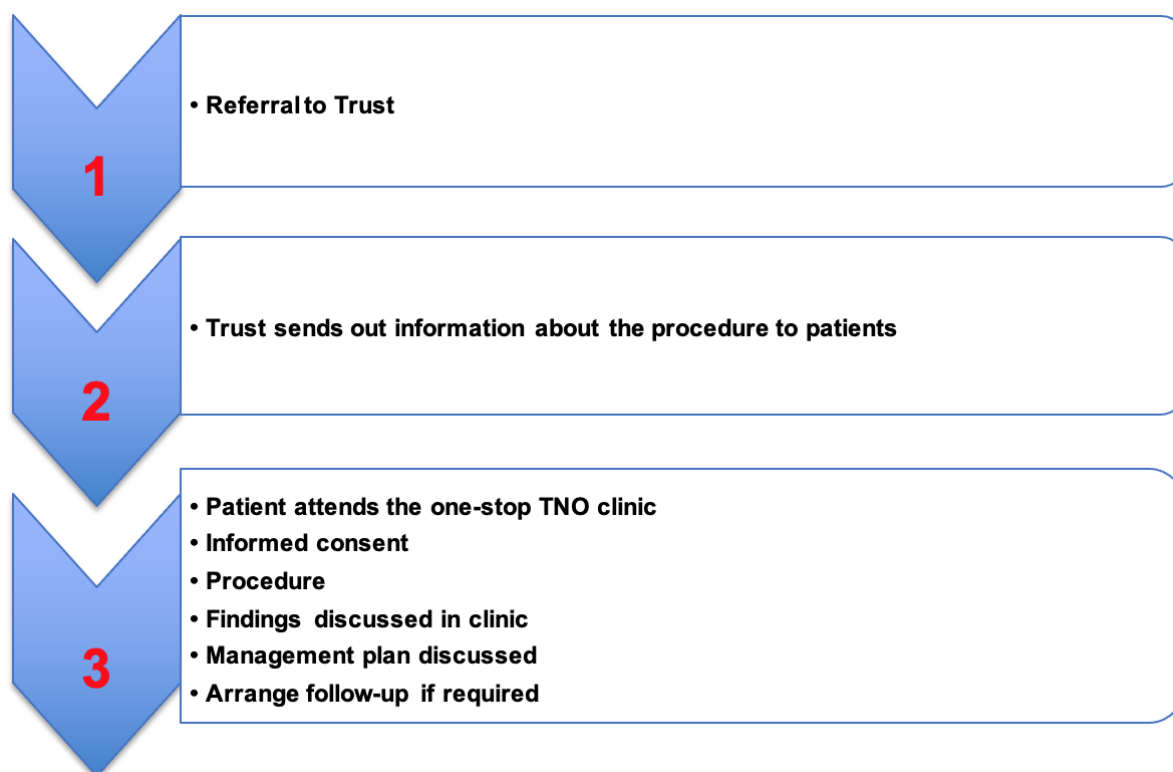 1
• Referral to Trust
2
• Trust sends out information about the procedure to patients
3
• Patient attends the one-stop TNO clinic
• Informed consent
• Procedure
• Findings discussed in clinic
• Management plan discussed
• Arrange follow-up if required